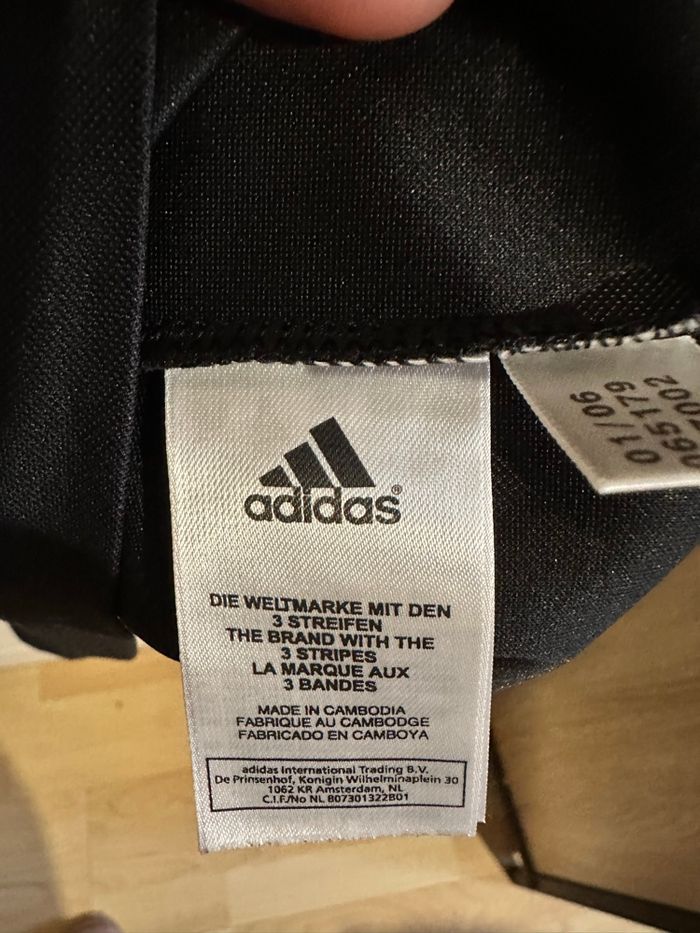 adidas®
DIE WELTMARKE MIT DEN
3 STREIFEN
THE BRAND WITH THE
3 STRIPES
LA MARQUE AUX
3 BANDES
MADE IN CAMBODIA
FABRIQUE AU CAMBODGE
FABRICADO EN CAMBOYA
adidas International Trading B.V.
De Prinsenhof, Konigin Wilhelminaplein 30
1062 KR Amsterdam, NL
C.I.F./No NL 807301322B01
01/06
065179